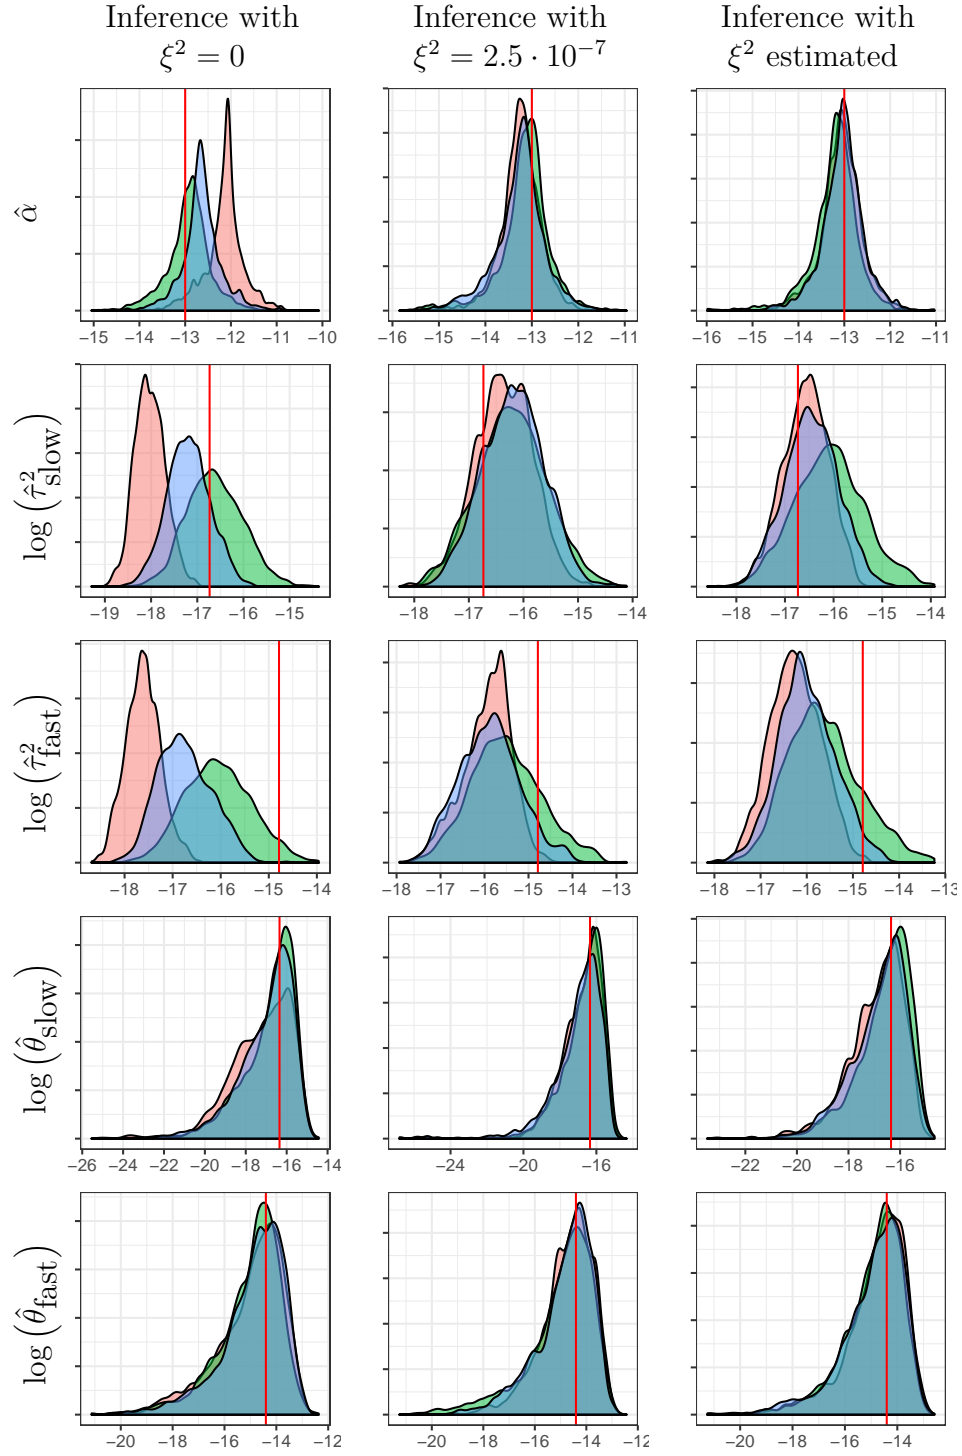 Inference with Inference with Inference with
ξ² = 0 ξ² = 2.5 · 10⁻⁷ ξ² estimated
α̂
−15 −14 −13 −12 −11 −10 −16 −15 −14 −13 −12 −11 −16 −15 −14 −13 −12 −11
log (τ̂²slow)
−19 −18 −17 −16 −15 −18 −17 −16 −15 −14 −18 −17 −16 −15 −14
log (τ̂²fast)
−18 −17 −16 −15 −14 −18 −17 −16 −15 −14 −13 −18 −17 −16 −15 −14 −13
log (θ̂slow)
−26 −24 −22 −20 −18 −16 −14 −24 −20 −16 −22 −20 −18 −16
log (θ̂fast)
−20 −18 −16 −14 −12 −20 −18 −16 −14 −12 −20 −18 −16 −14